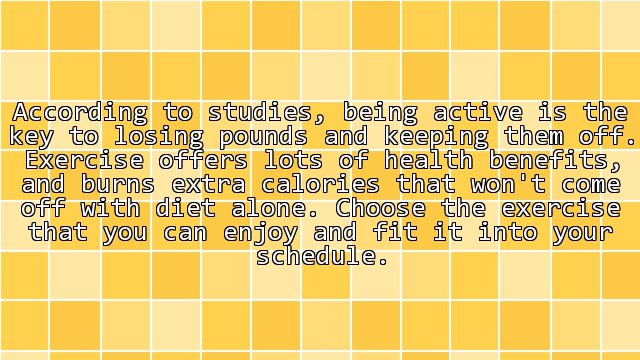 According to studies, being active is the
key to losing pounds and keeping them off.
Exercise offers lots of health benefits,
and burns extra calories that won't come
off with diet alone. Choose the exercise
that you can enjoy and fit it into your
schedule.